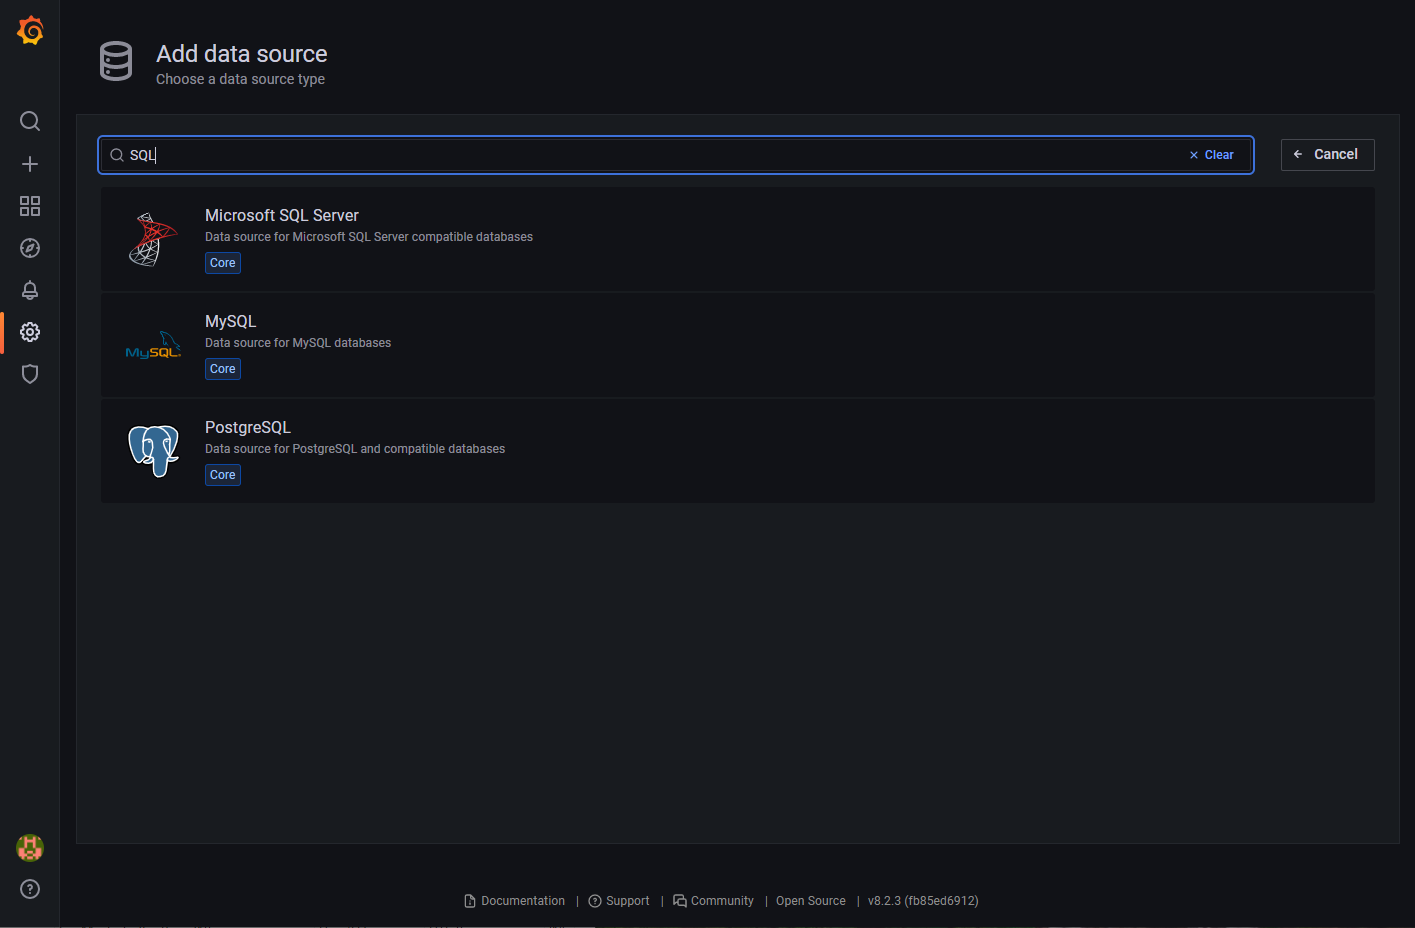 Add data source
Choose a data source type
SQL
Clear
Cancel
Microsoft SQL Server
Data source for Microsoft SQL Server compatible databases
Core
MySQL
MySQL
Data source for MySQL databases
Core
PostgreSQL
Data source for PostgreSQL and compatible databases
Core
Documentation | Support | Community | Open Source | v8.2.3 (fb85ed6912)